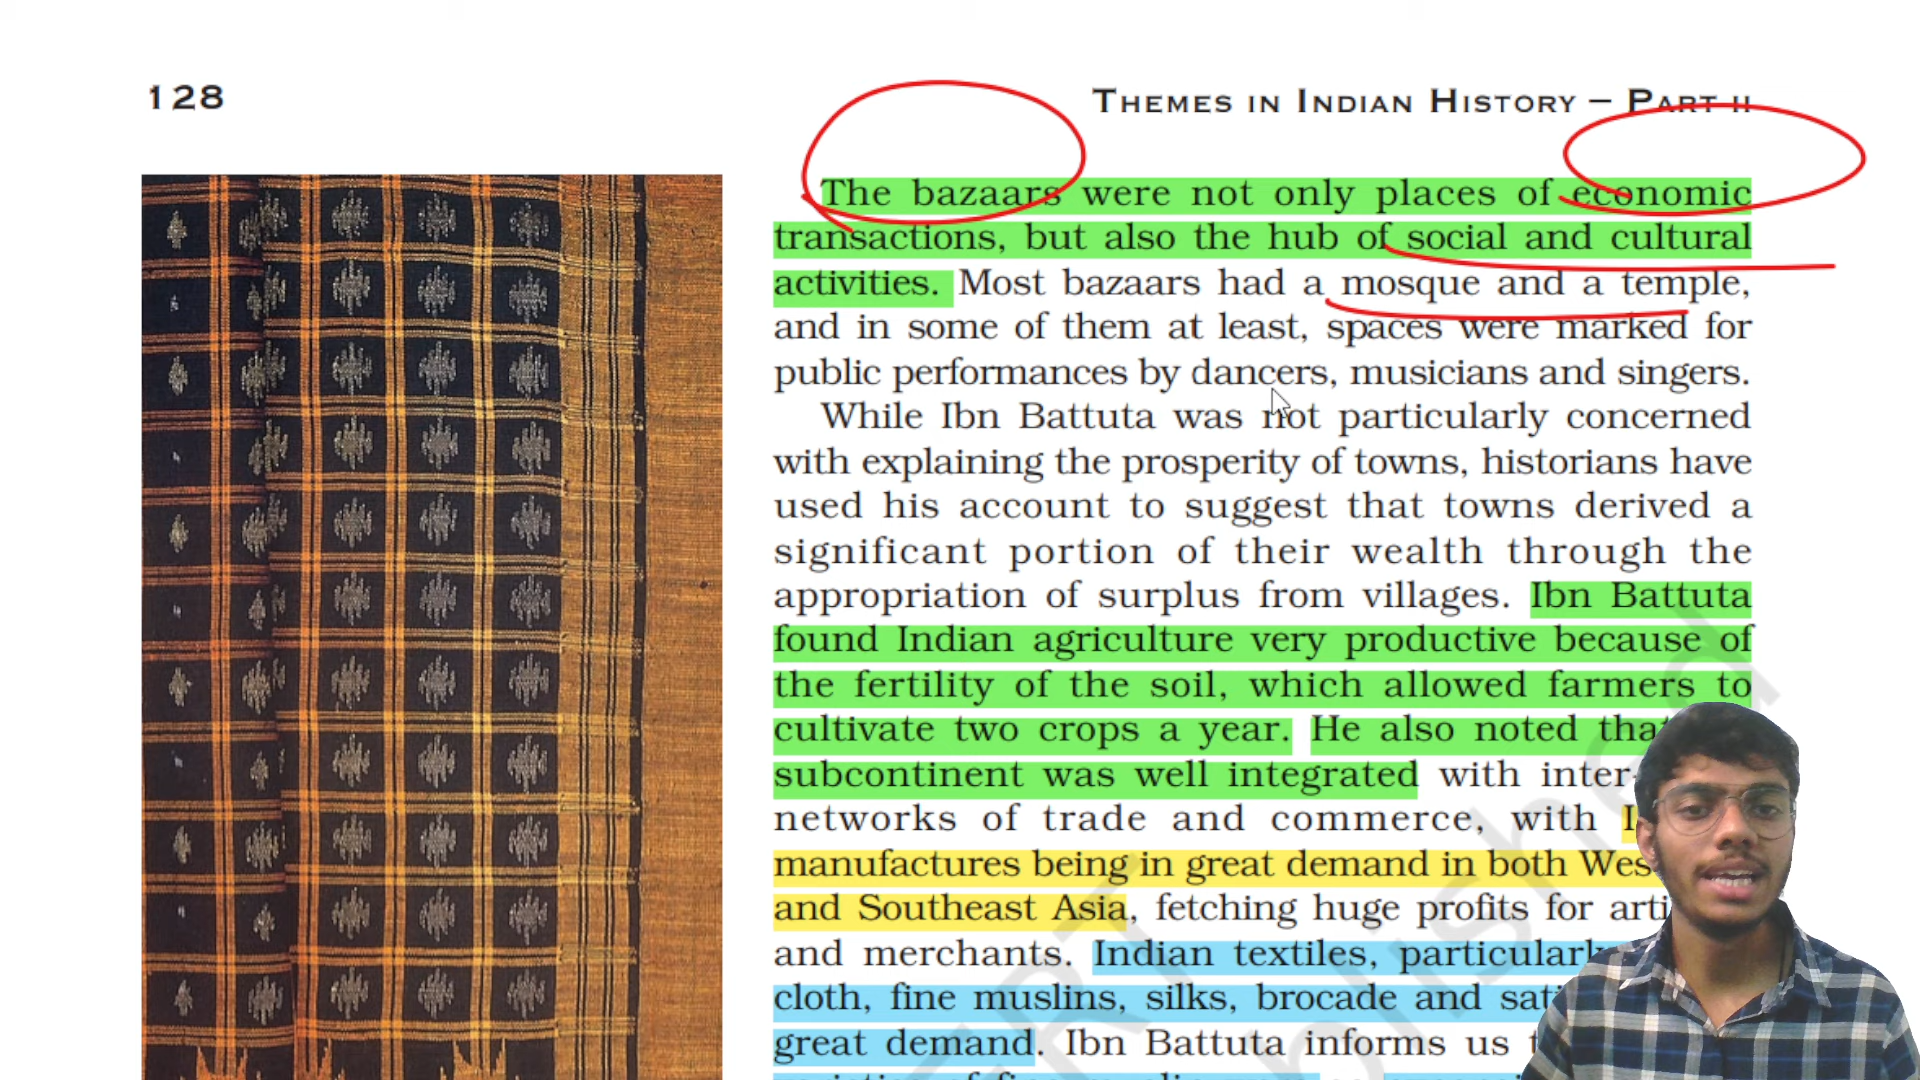 128
THEMES IN INDIAN HISTORY – PART II
The bazaars were not only places of economic
transactions, but also the hub of social and cultural
activities. Most bazaars had a mosque and a temple,
and in some of them at least, spaces were marked for
public performances by dancers, musicians and singers.
While Ibn Battuta was not particularly concerned
with explaining the prosperity of towns, historians have
used his account to suggest that towns derived a
significant portion of their wealth through the
appropriation of surplus from villages. Ibn Battuta
found Indian agriculture very productive because of
the fertility of the soil, which allowed farmers to
cultivate two crops a year. He also noted
subcontinent was well integrated with inter-
networks of trade and commerce, with
manufactures being in great demand in both
and Southeast Asia, fetching huge profits for
and merchants. Indian textiles,
cloth, fine muslins, silks, brocade and
great demand. Ibn Battuta informs us